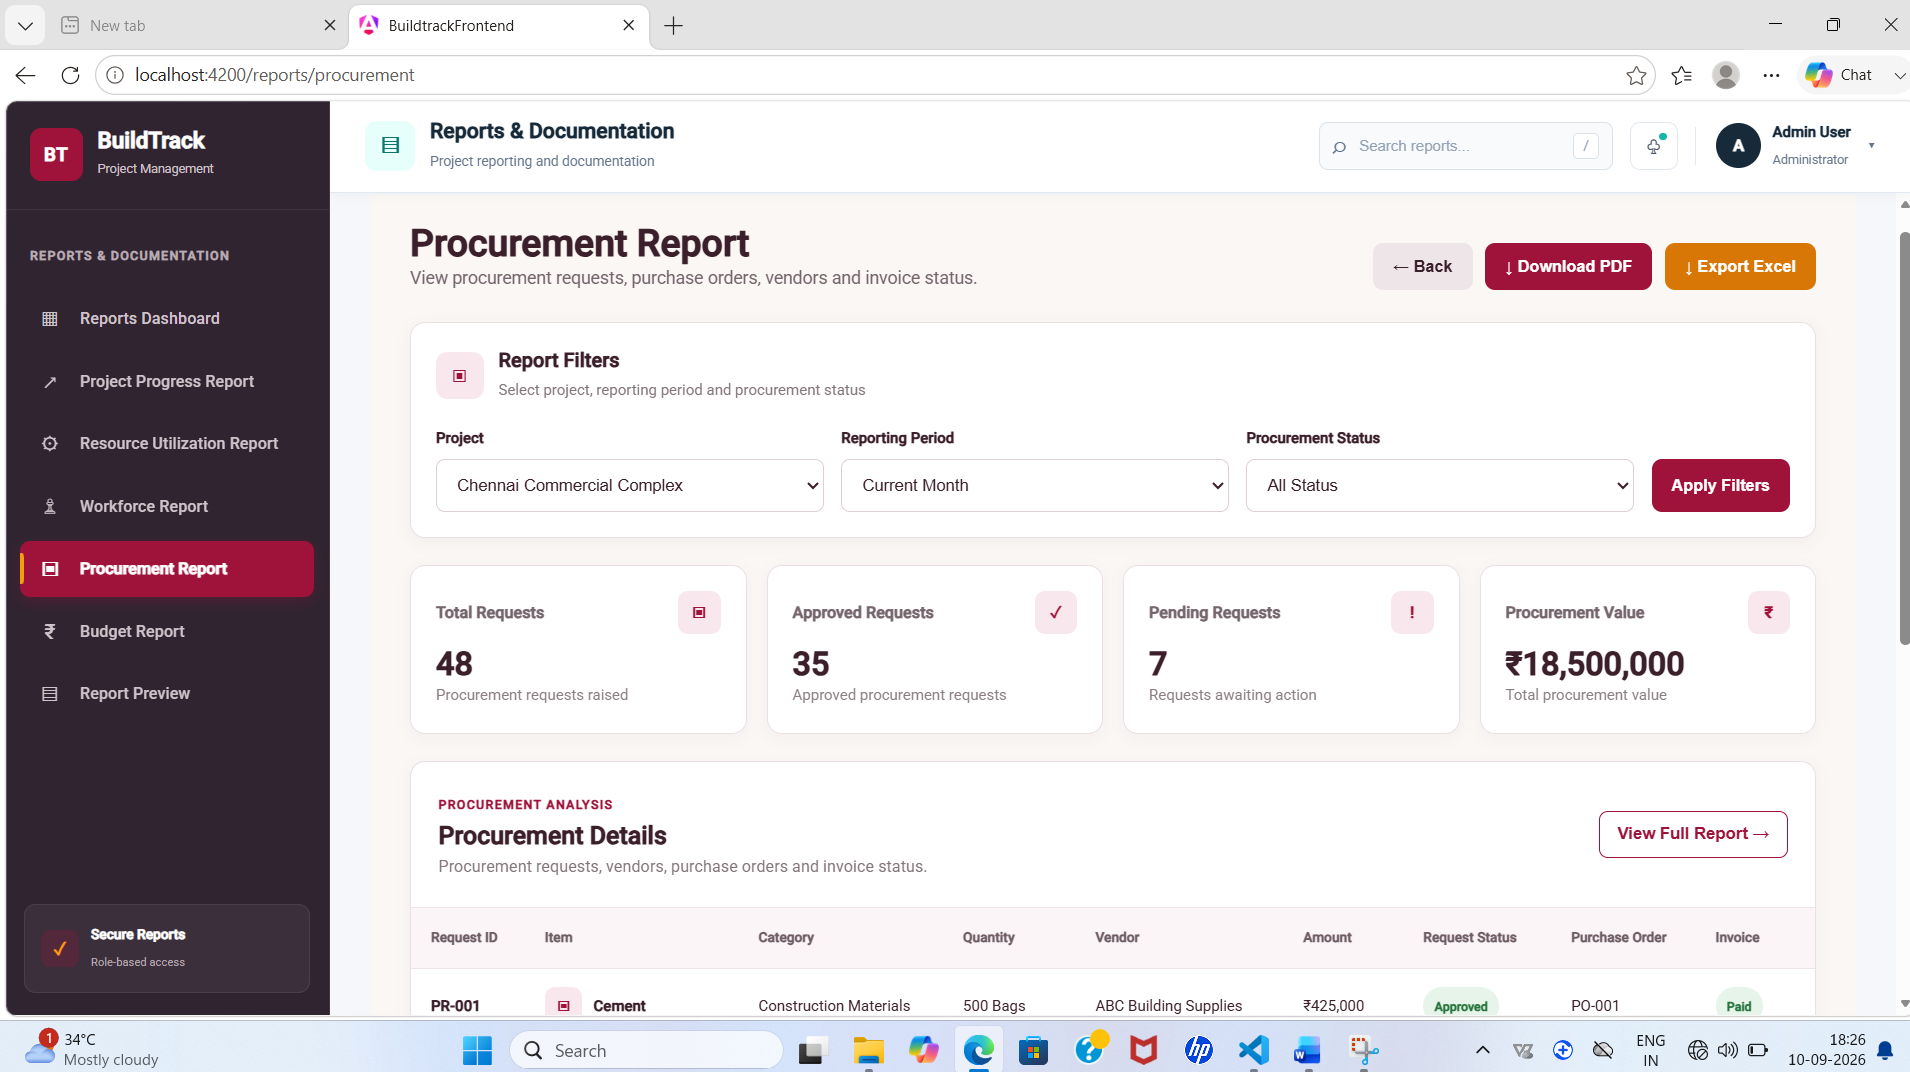 New tab
BuildtrackFrontend
localhost:4200/reports/procurement
Chat
BT
BuildTrack
Project Management
REPORTS & DOCUMENTATION
Reports Dashboard
Project Progress Report
Resource Utilization Report
Workforce Report
Procurement Report
₹ Budget Report
Report Preview
✓
Secure Reports
Role-based access
Reports & Documentation
Project reporting and documentation
Search reports...
/
A
Admin User
Administrator
Procurement Report
View procurement requests, purchase orders, vendors and invoice status.
← Back
↓ Download PDF
↓ Export Excel
Report Filters
Select project, reporting period and procurement status
Project
Reporting Period
Procurement Status
Chennai Commercial Complex
Current Month
All Status
Apply Filters
Total Requests
48
Procurement requests raised
Approved Requests
✓
35
Approved procurement requests
Pending Requests
!
7
Requests awaiting action
Procurement Value
₹
₹18,500,000
Total procurement value
PROCUREMENT ANALYSIS
Procurement Details
Procurement requests, vendors, purchase orders and invoice status.
View Full Report →
Request ID Item Category Quantity Vendor Amount Request Status Purchase Order Invoice
PR-001 Cement Construction Materials 500 Bags ABC Building Supplies ₹425,000 Approved PO-001 Paid
1
34°C
Mostly cloudy
Search
ENG
IN
18:26
10-09-2026